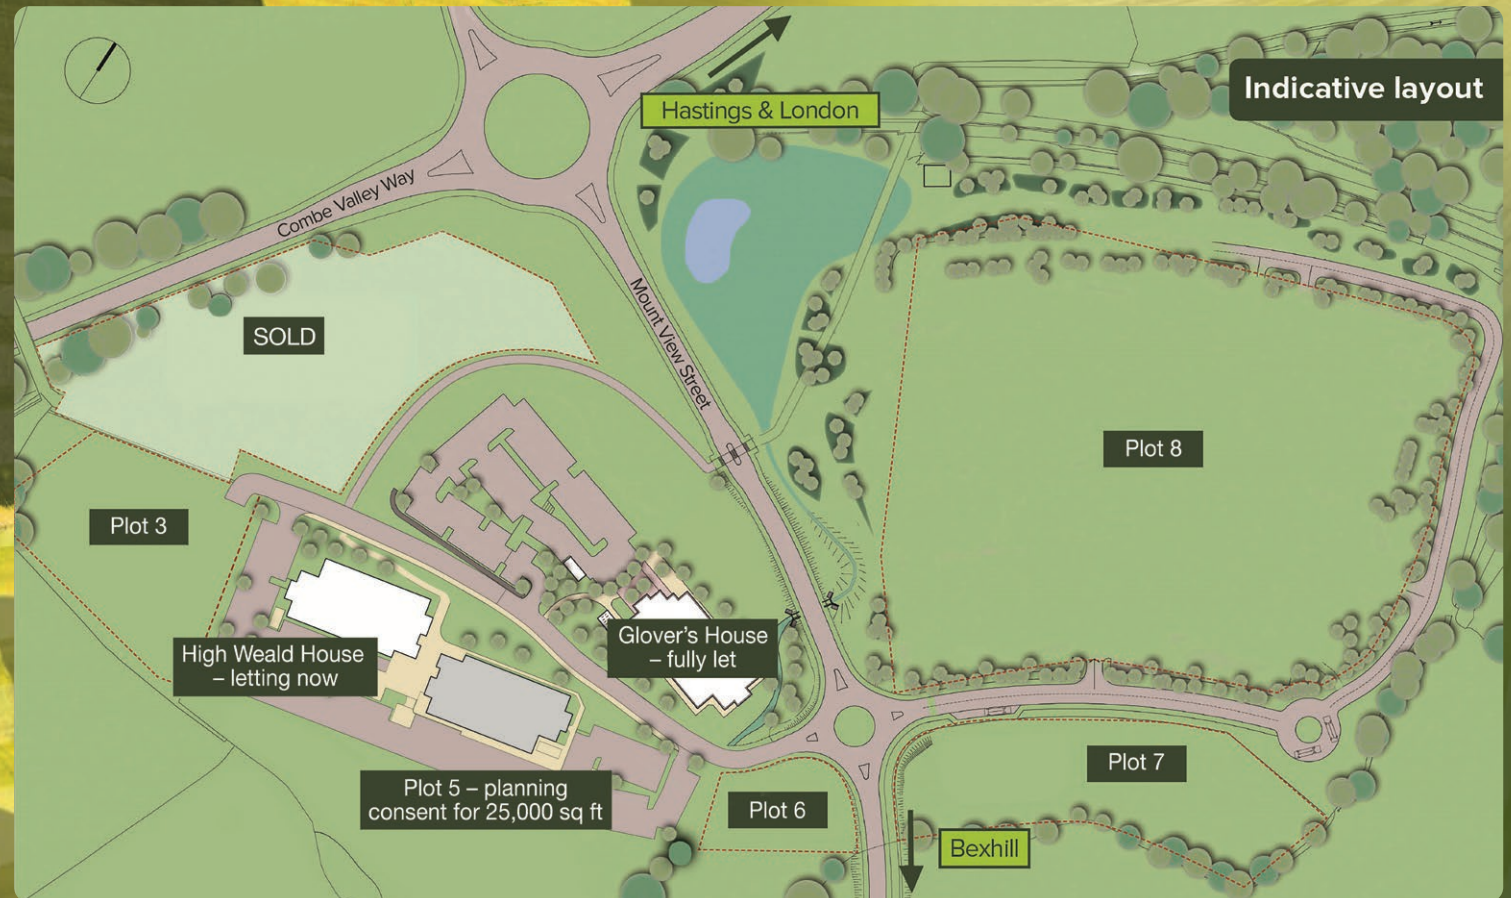 Indicative layout
Hastings & London
Combe Valley Way
SOLD
Mount View Street
Plot 8
Plot 3
Glover's House
– fully let
High Weald House
– letting now
Plot 7
Plot 5 – planning
consent for 25,000 sq ft
Plot 6
Bexhill